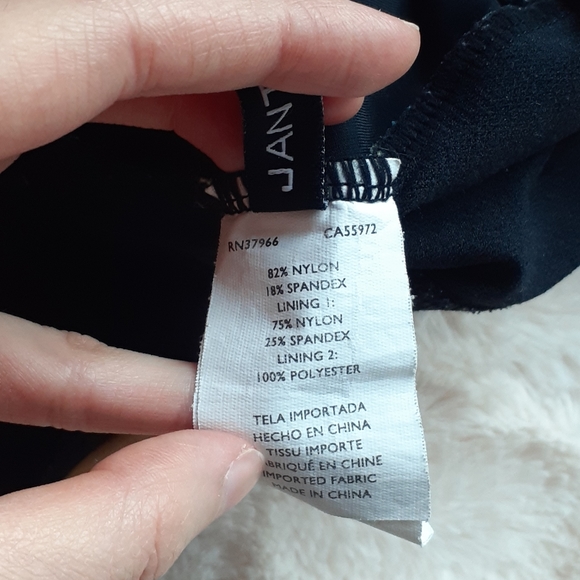 JANT
RN37966 CA55972
82% NYLON
18% SPANDEX
LINING 1:
75% NYLON
25% SPANDEX
LINING 2:
100% POLYESTER
TELA IMPORTADA
HECHO EN CHINA
TISSU IMPORTE
ABRIQUÉ EN CHINE
IMPORTED FABRIC
MADE IN CHINA